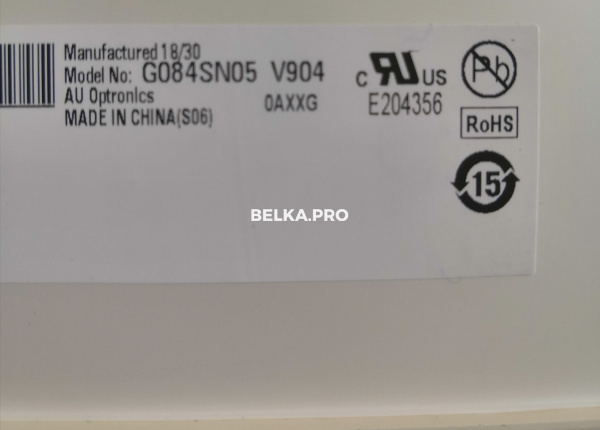 Manufactured 18/30
Model No: G084SN05 V904
AU Optronics 0AXXG
MADE IN CHINA(S06)
c RU US
E204356
Pb
RoHS
15
BELKA.PRO